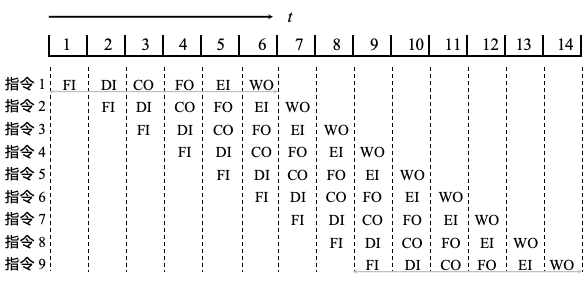 t
1 2 3 4 5 6 7 8 9 10 11 12 13 14
指令 1 FI DI CO FO EI WO
指令 2 FI DI CO FO EI WO
指令 3 FI DI CO FO EI WO
指令 4 FI DI CO FO EI WO
指令 5 FI DI CO FO EI WO
指令 6 FI DI CO FO EI WO
指令 7 FI DI CO FO EI WO
指令 8 FI DI CO FO EI WO
指令 9 FI DI CO FO EI WO